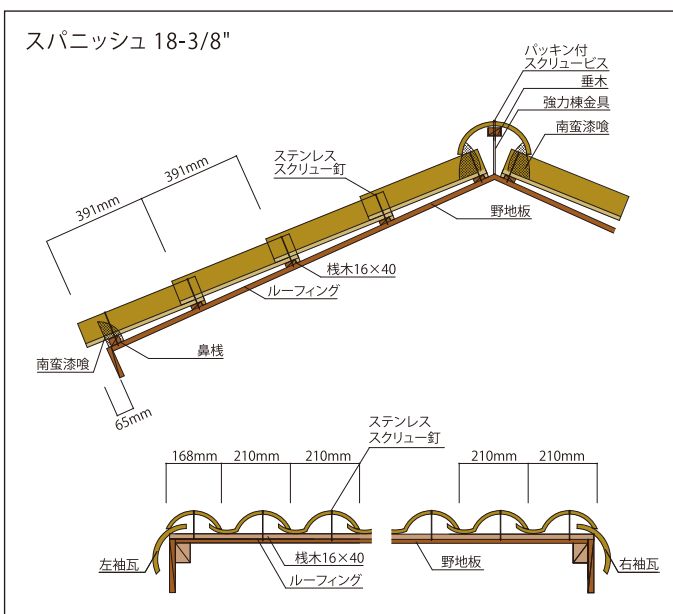 スパニッシュ 18-3/8"
パッキン付
スクリュービス
垂木
強力棟金具
南蛮漆喰
ステンレス
スクリュー釘
391mm
391mm
野地板
桟木16×40
ルーフィング
鼻桟
南蛮漆喰
65mm
ステンレス
スクリュー釘
168mm 210mm 210mm 210mm 210mm
左袖瓦 桟木16×40 野地板 右袖瓦
ルーフィング